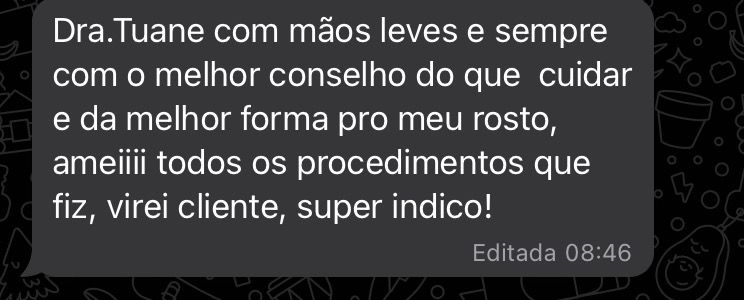 Dra.Tuane com mãos leves e sempre
com o melhor conselho do que  cuidar
e da melhor forma pro meu rosto,
ameiiii todos os procedimentos que
fiz, virei cliente, super indico!
Editada 08:46